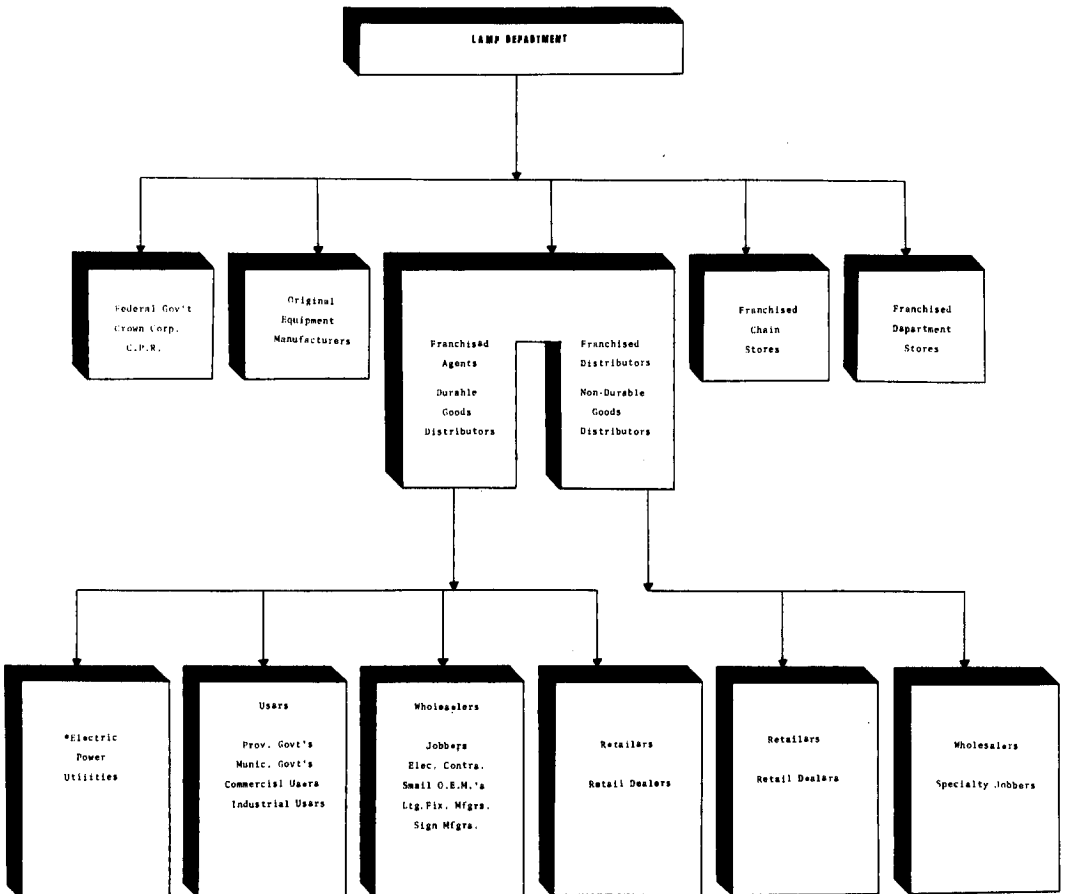 LAMP DEPARTMENT
Federal Gov't
Crown Corp.
C.P.R.
Original
Equipment
Manufacturers
Franchised
Agents
Durable
Goods
Distributors
Franchised
Distributors
Non-Durable
Goods
Distributors
Franchised
Chain
Stores
Franchised
Department
Stores
*Electric
Power
Utilities
Users
Prov. Govt's
Munic. Govt's
Commercial Users
Industrial Users
Wholesalers
Jobbers
Elec. Contra.
Small O.E.M.'s
Ltg.Fix. Mfgrs.
Sign Mfgrs.
Retailers
Retail Dealers
Retailers
Retail Dealers
Wholesalers
Specialty Jobbers